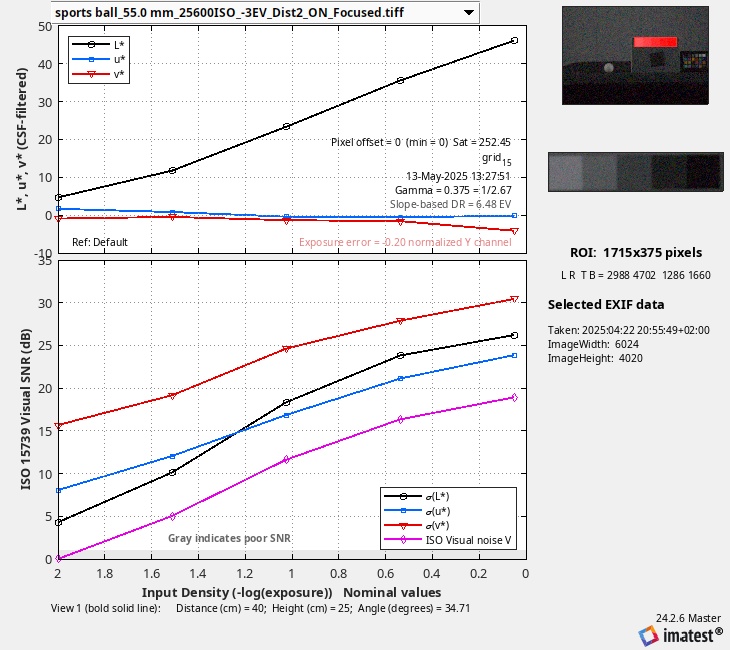 sports ball_55.0 mm_25600ISO_-3EV_Dist2_ON_Focused.tiff
L*, u*, v* (CSF-filtered)
50
40
30
20
10
0
-10
L*
u*
v*
Pixel offset = 0 (min = 0) Sat = 252.45
grid15
13-May-2025 13:27:51
Gamma = 0.375 = 1/2.67
Slope-based DR = 6.48 EV
Ref: Default
Exposure error = -0.20 normalized Y channel
ISO 15739 Visual SNR (dB)
35
30
25
20
15
10
5
0
σ(L*)
σ(u*)
σ(v*)
ISO Visual noise V
Gray indicates poor SNR
2 1.8 1.6 1.4 1.2 1 0.8 0.6 0.4 0.2 0
Input Density (-log(exposure)) Nominal values
View 1 (bold solid line): Distance (cm) = 40; Height (cm) = 25; Angle (degrees) = 34.71
ROI: 1715x375 pixels
L R T B = 2988 4702 1286 1660
Selected EXIF data
Taken: 2025:04:22 20:55:49+02:00
ImageWidth: 6024
ImageHeight: 4020
24.2.6 Master
imatest®